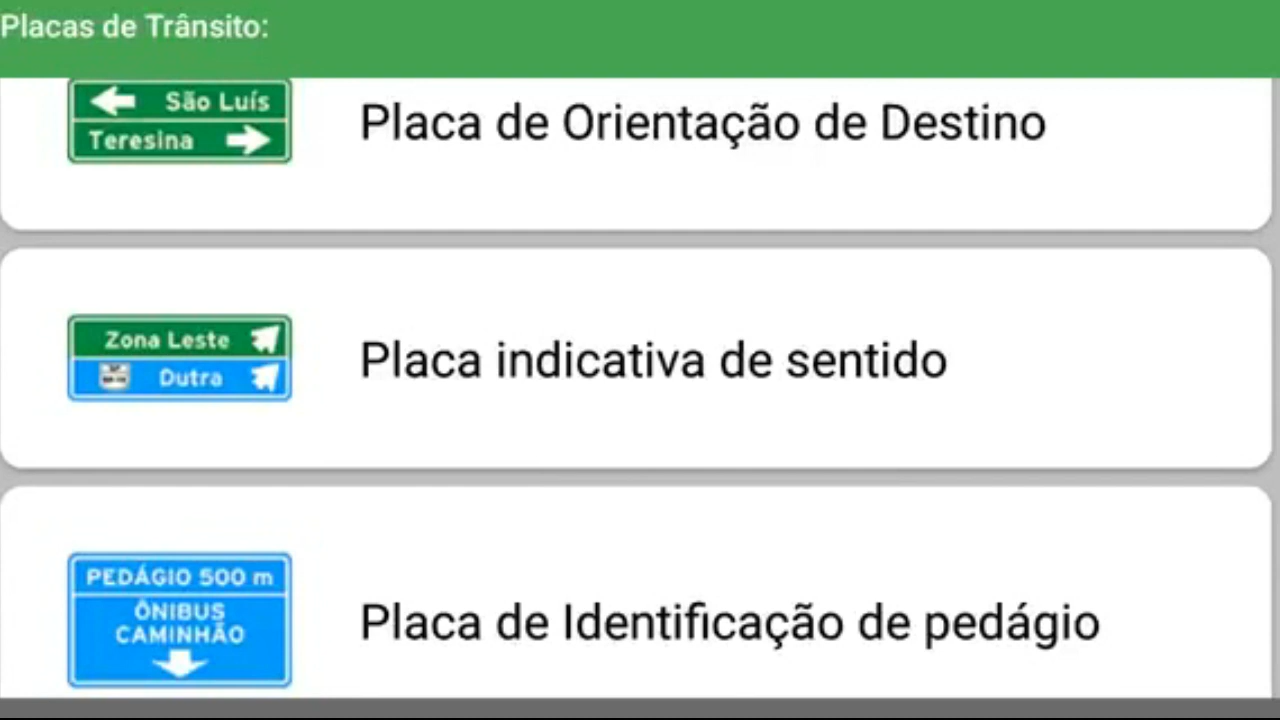 Placas de Trânsito:
São Luís
Teresina
Placa de Orientação de Destino
Zona Leste
Dutra
Placa indicativa de sentido
PEDÁGIO 500 m
ÔNIBUS
CAMINHÃO
Placa de Identificação de pedágio